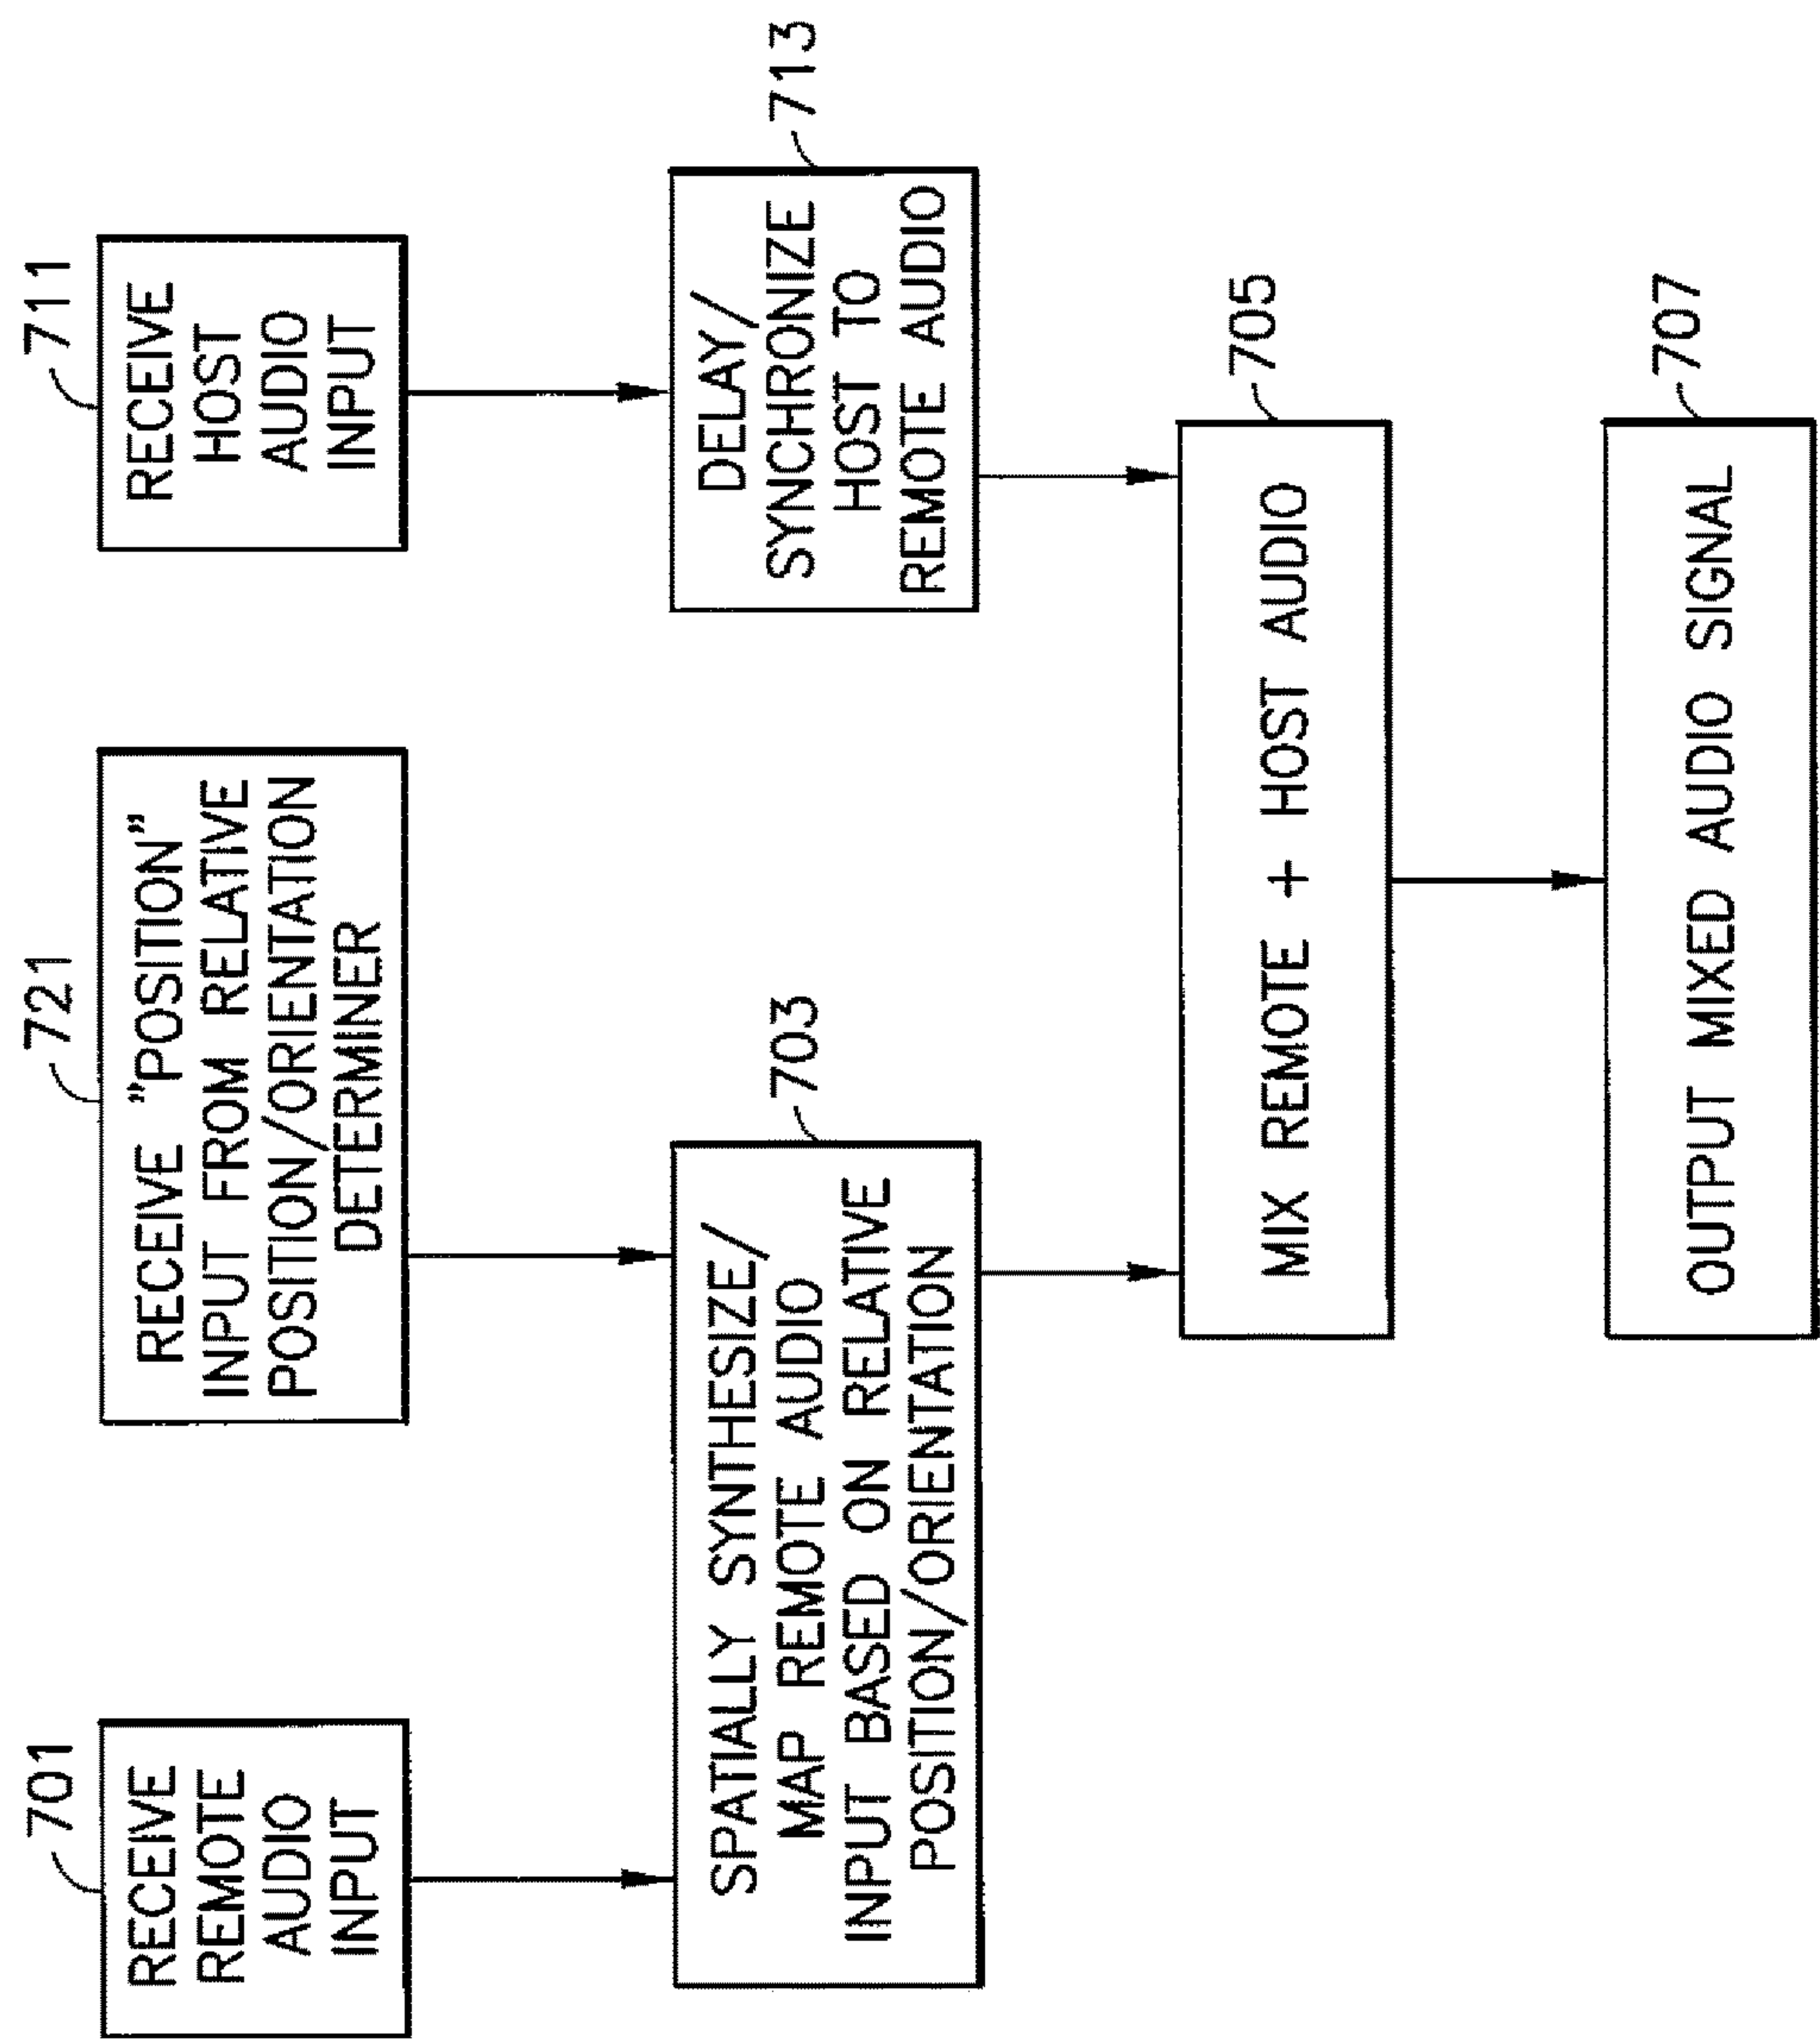 701
RECEIVE
REMOTE
AUDIO
INPUT
721
RECEIVE "POSITION"
INPUT FROM RELATIVE
POSITION/ORIENTATION
DETERMINER
711
RECEIVE
HOST
AUDIO
INPUT
703
SPATIALLY SYNTHESIZE/
MAP REMOTE AUDIO
INPUT BASED ON RELATIVE
POSITION/ORIENTATION
713
DELAY/
SYNCHRONIZE
HOST TO
REMOTE AUDIO
705
MIX REMOTE + HOST AUDIO
707
OUTPUT MIXED AUDIO SIGNAL